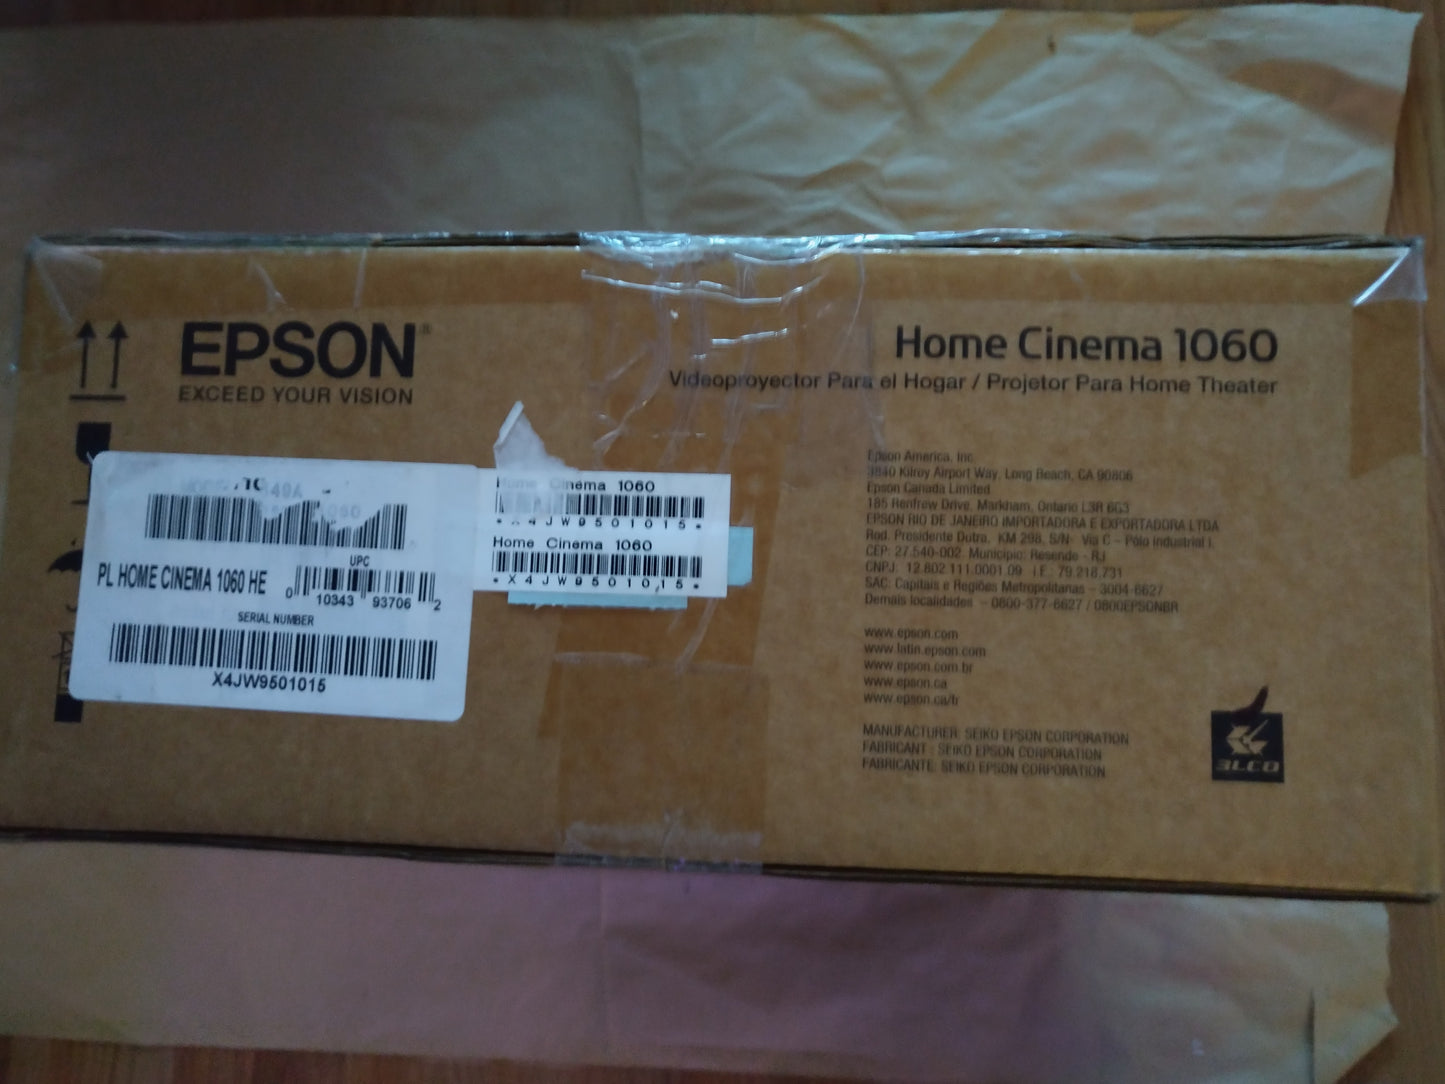 EPSON®
EXCEED YOUR VISION
Home Cinema 1060
Videoproyector Para el Hogar / Projetor Para Home Theater
Epson America, Inc.
3840 Kilroy Airport Way, Long Beach, CA 90806
Epson Canada Limited
185 Renfrew Drive, Markham, Ontario L3R 6G3
EPSON RIO DE JANEIRO IMPORTADORA E EXPORTADORA LTDA
Rod. Presidente Dutra, KM 298, S/N- Via C - Pólo Industrial I.
CEP: 27.540-002. Município: Resende - RJ
CNPJ: 12.802.111.0001.09 I.E.: 79.218.731
SAC: Capitais e Regiões Metropolitanas - 3004-6627
Demais localidades - 0800-377-6627 / 0800EPSONBR
www.epson.com
www.latin.epson.com
www.epson.com.br
www.epson.ca
www.epson.ca/fr
MANUFACTURER: SEIKO EPSON CORPORATION
FABRICANT : SEIKO EPSON CORPORATION
FABRICANTE: SEIKO EPSON CORPORATION
3LCD
PL HOME CINEMA 1060 HE
UPC
0 10343 93706 2
SERIAL NUMBER
X4JW9501015
Home Cinema 1060
*X4JW9501015*
Home Cinema 1060
*X4JW9501015*